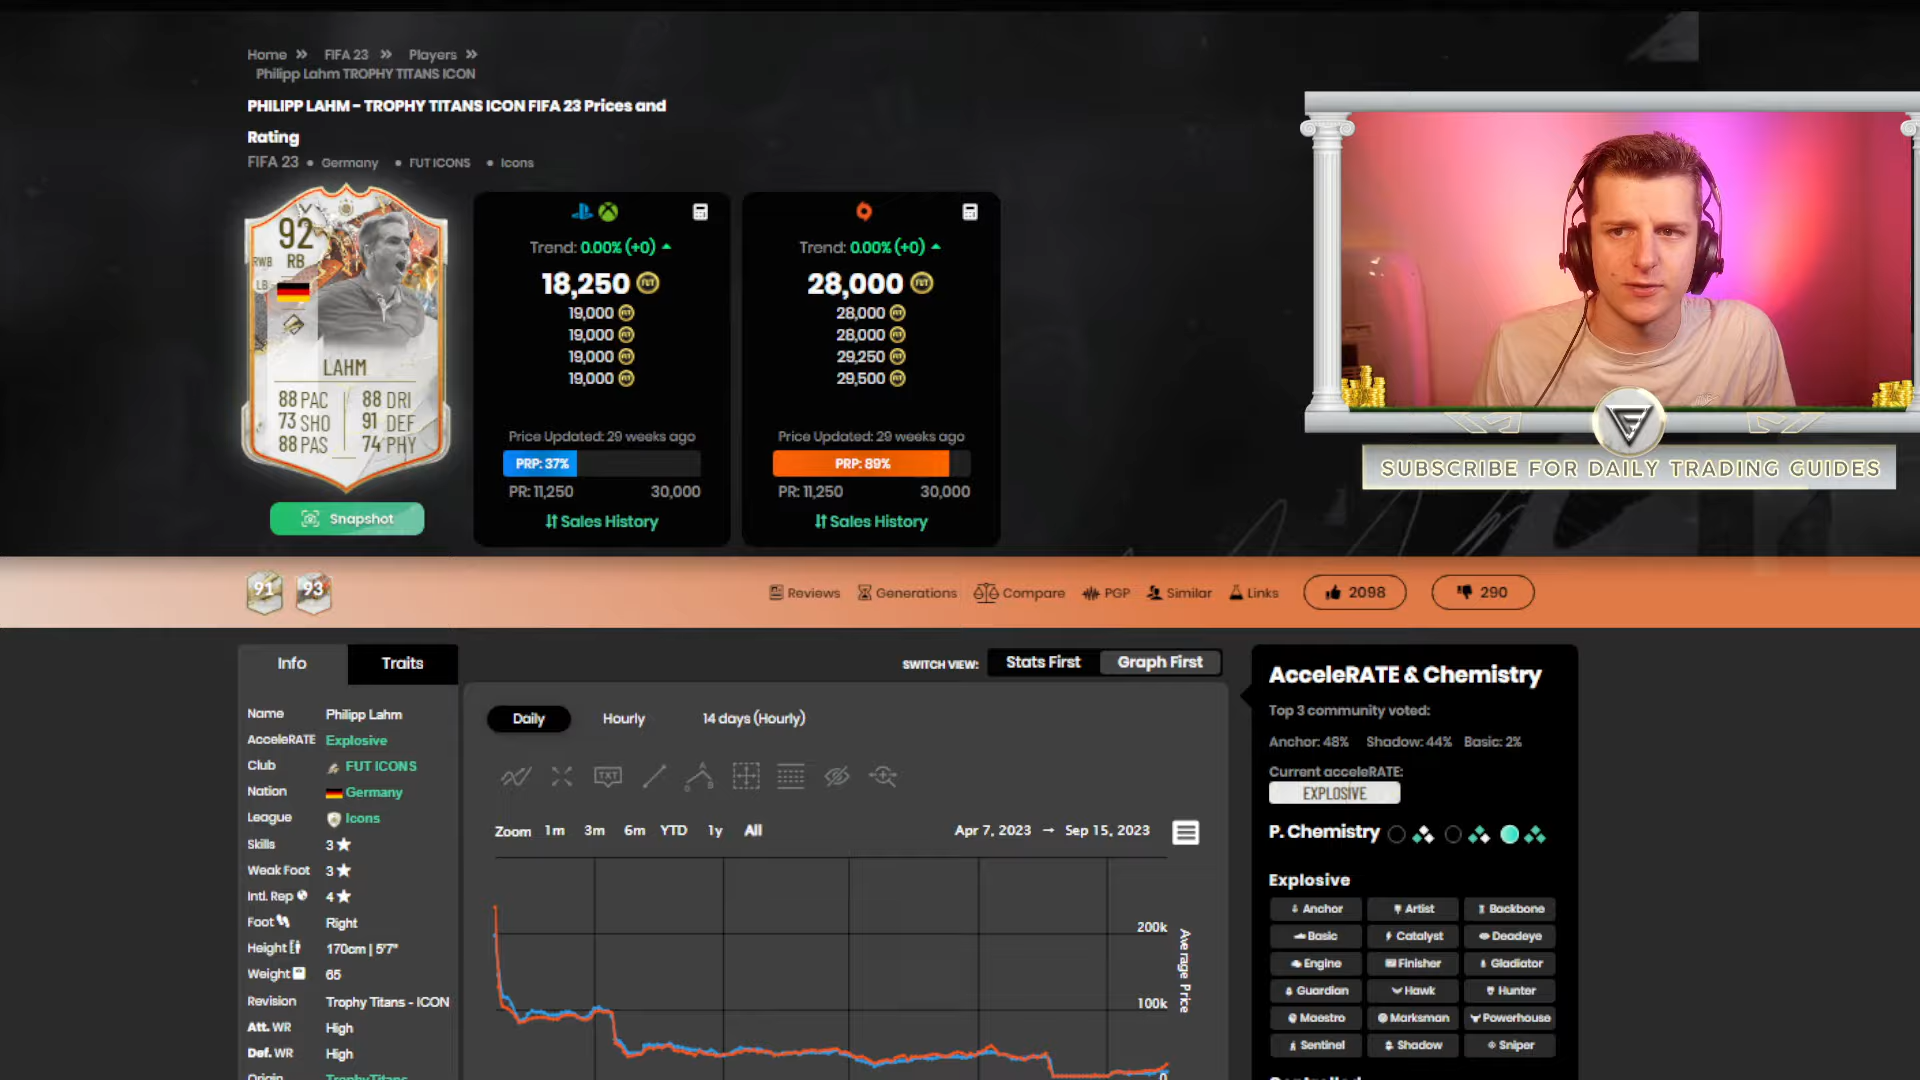 Home » FIFA 23 » Players »
Philipp Lahm TROPHY TITANS ICON
PHILIPP LAHM - TROPHY TITANS ICON FIFA 23 Prices and
Rating
FIFA 23 • Germany • FUT ICONS • Icons
92
RB
RWB
LB
LAHM
88 PAC 88 DRI
73 SHO 91 DEF
88 PAS 74 PHY
Snapshot
Trend: 0.00% (+0)
18,250
19,000
19,000
19,000
19,000
Price Updated: 29 weeks ago
PRP: 37%
PR: 11,250 30,000
Sales History
Trend: 0.00% (+0)
28,000
28,000
28,000
29,250
29,500
Price Updated: 29 weeks ago
PRP: 89%
PR: 11,250 30,000
Sales History
SUBSCRIBE FOR DAILY TRADING GUIDES
91 93
Reviews Generations Compare PGP Similar Links 2098 290
Info Traits
Name Philipp Lahm
AcceleRATE Explosive
Club FUT ICONS
Nation Germany
League Icons
Skills 3
Weak Foot 3
Intl. Rep 4
Foot Right
Height 170cm | 5'7"
Weight 65
Revision Trophy Titans - ICON
Att. WR High
Def. WR High
Origin TrophyTitans
SWITCH VIEW: Stats First Graph First
Daily Hourly 14 days (Hourly)
TXT
Zoom 1m 3m 6m YTD 1y All Apr 7, 2023 → Sep 15, 2023
200k
100k
0
Average Price
AcceleRATE & Chemistry
Top 3 community voted:
Anchor: 48% Shadow: 44% Basic: 2%
Current acceleRATE:
EXPLOSIVE
P. Chemistry
Explosive
Anchor Artist Backbone
Basic Catalyst Deadeye
Engine Finisher Gladiator
Guardian Hawk Hunter
Maestro Marksman Powerhouse
Sentinel Shadow Sniper
Controlled